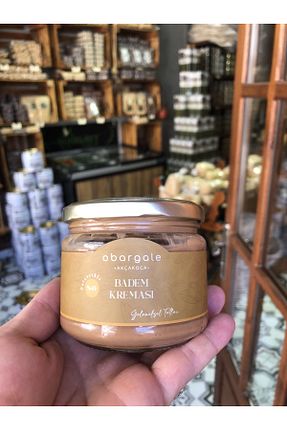 abargale
AKÇAKOCA
BADEM
KREMASI
Geleneksel Tatlar